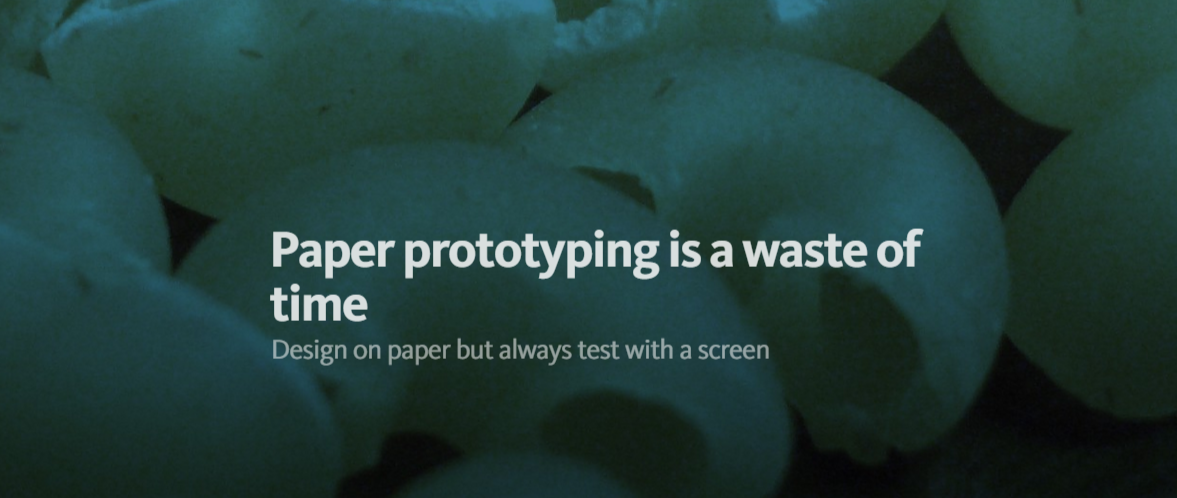 Paper prototyping is a waste of
time
Design on paper but always test with a screen